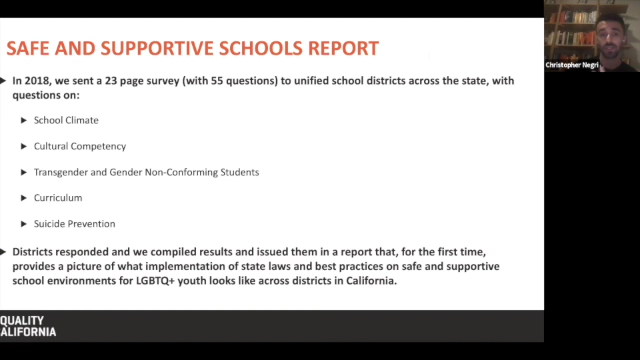 SAFE AND SUPPORTIVE SCHOOLS REPORT
In 2018, we sent a 23 page survey (with 55 questions) to unified school districts across the state, with
questions on:
School Climate
Cultural Competency
Transgender and Gender Non-Conforming Students
Curriculum
Suicide Prevention
Districts responded and we compiled results and issued them in a report that, for the first time,
provides a picture of what implementation of state laws and best practices on safe and supportive
school environments for LGBTQ+ youth looks like across districts in California.
QUALITY
ALIFORNIA
Christopher Negri